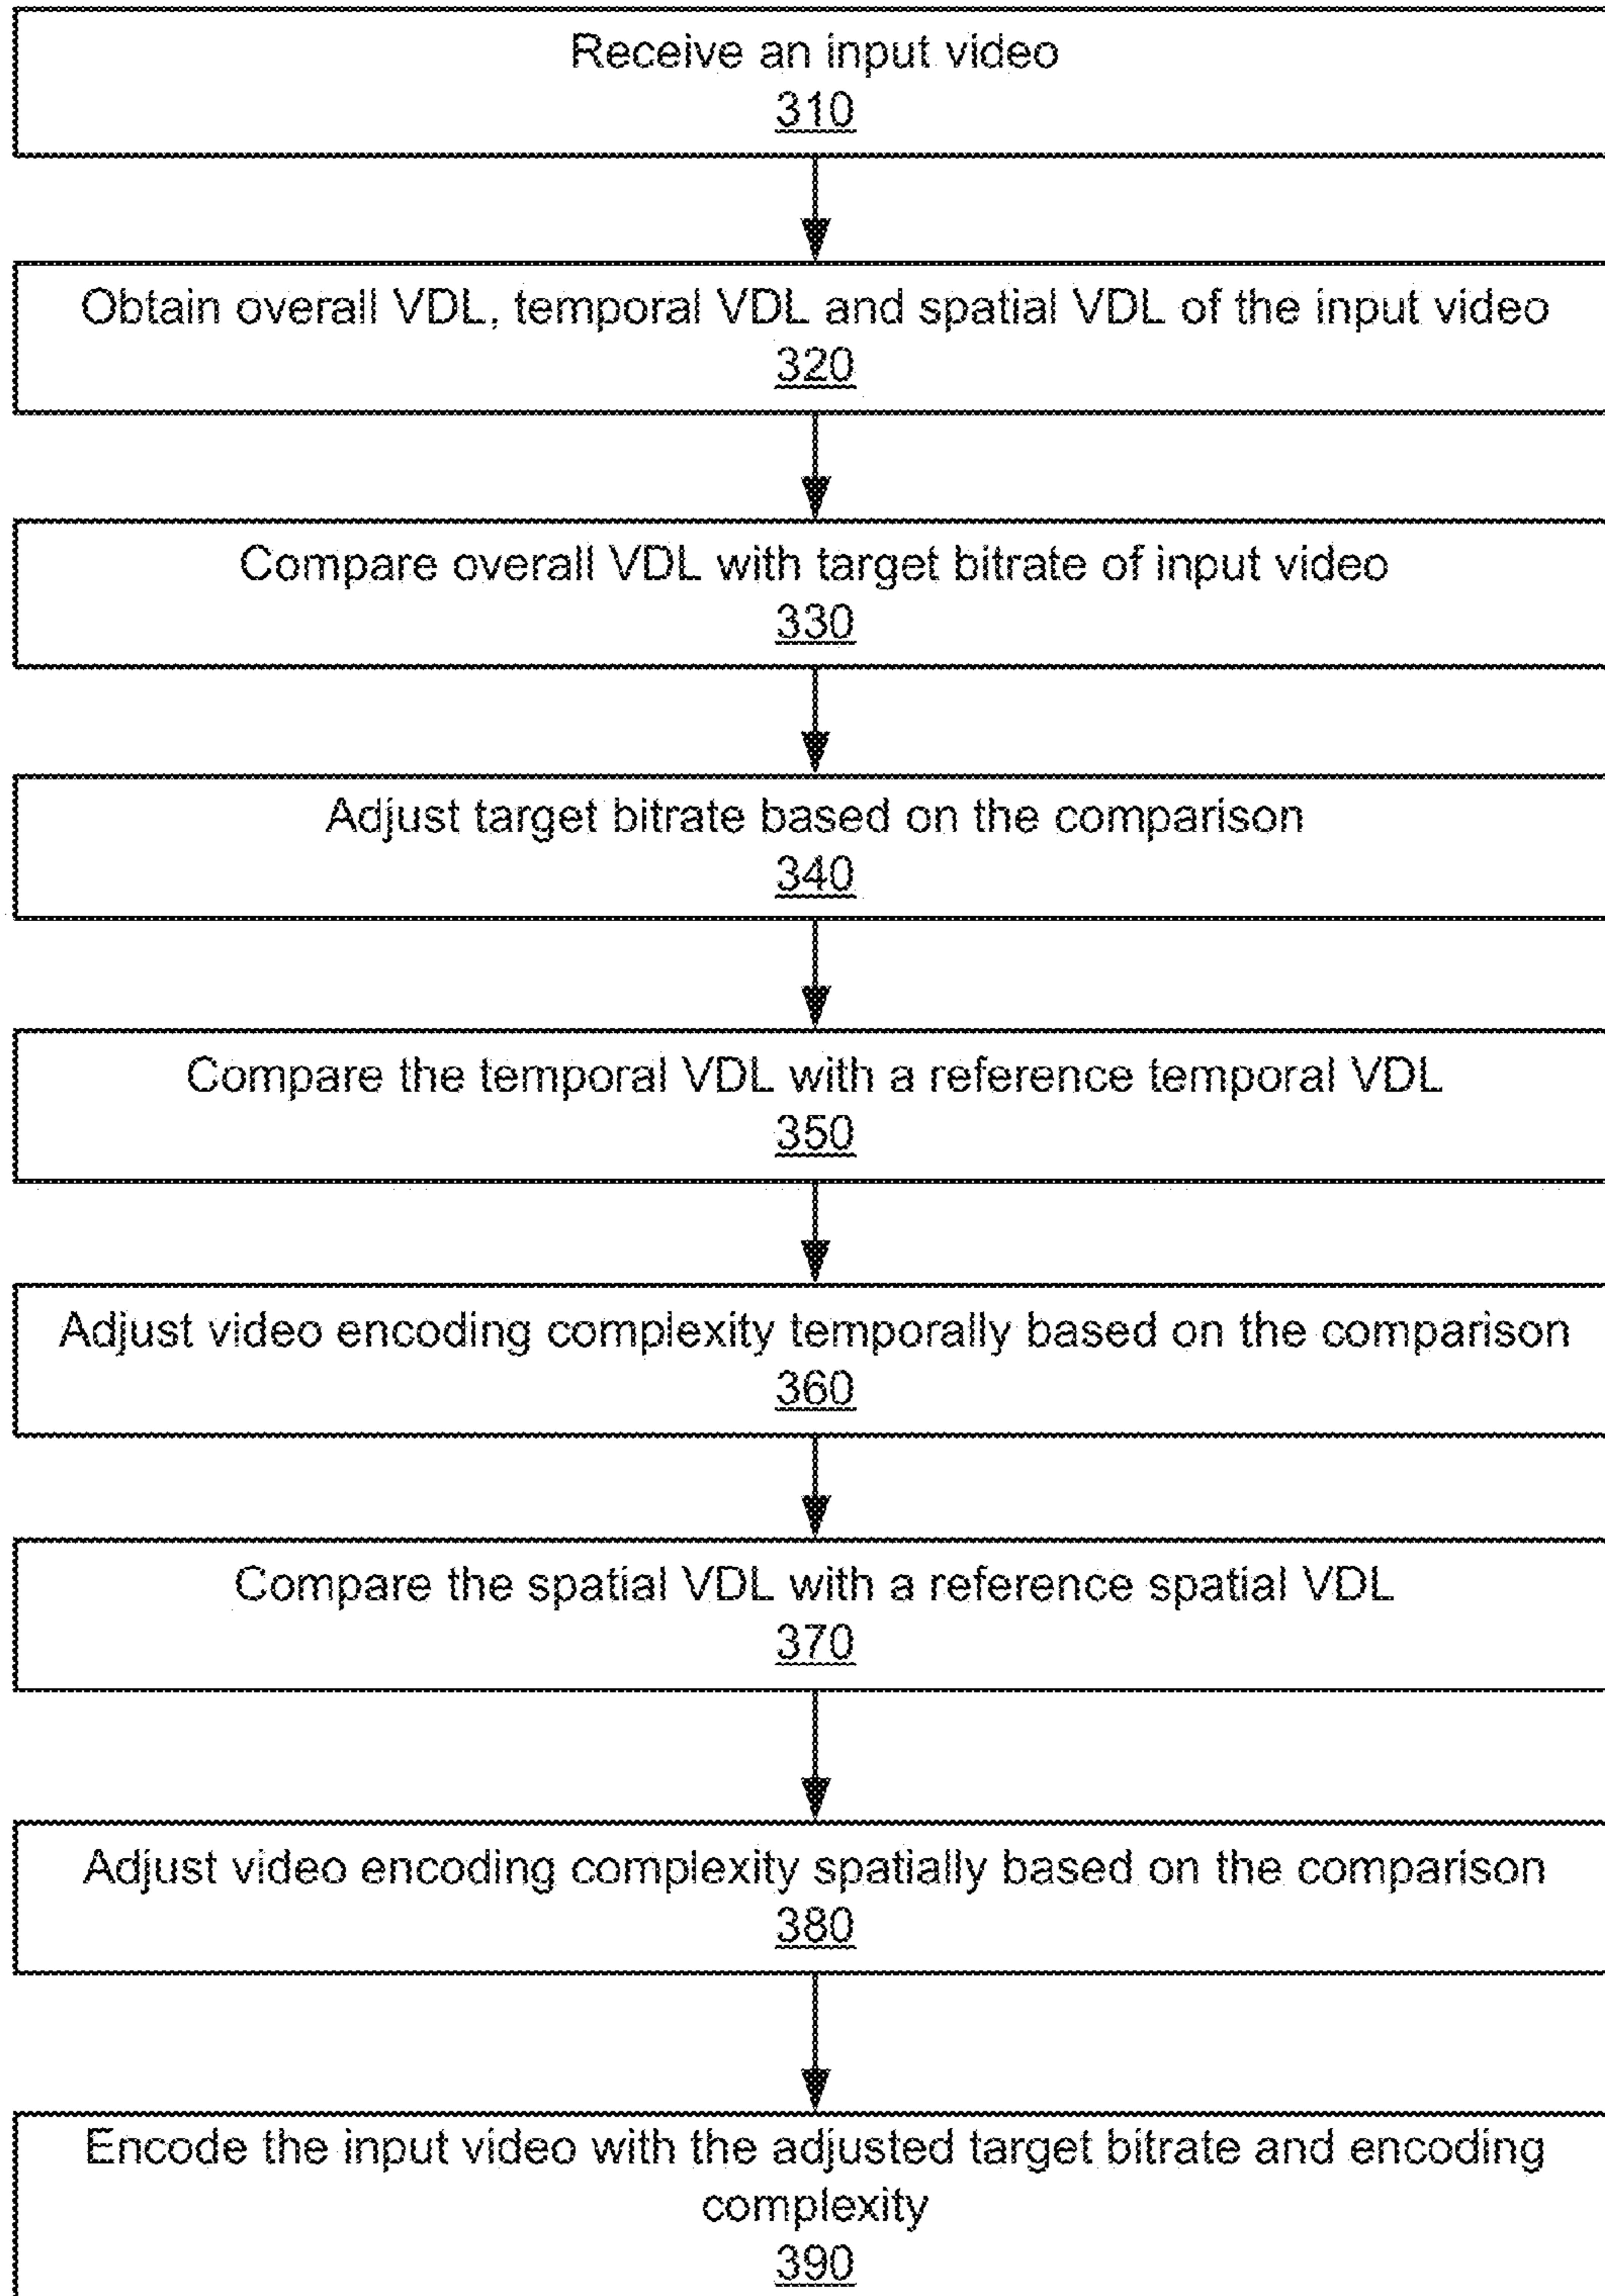 Receive an input video
310
Obtain overall VDL, temporal VDL and spatial VDL of the input video
320
Compare overall VDL with target bitrate of input video
330
Adjust target bitrate based on the comparison
340
Compare the temporal VDL with a reference temporal VDL
350
Adjust video encoding complexity temporally based on the comparison
360
Compare the spatial VDL with a reference spatial VDL
370
Adjust video encoding complexity spatially based on the comparison
380
Encode the input video with the adjusted target bitrate and encoding
complexity
390